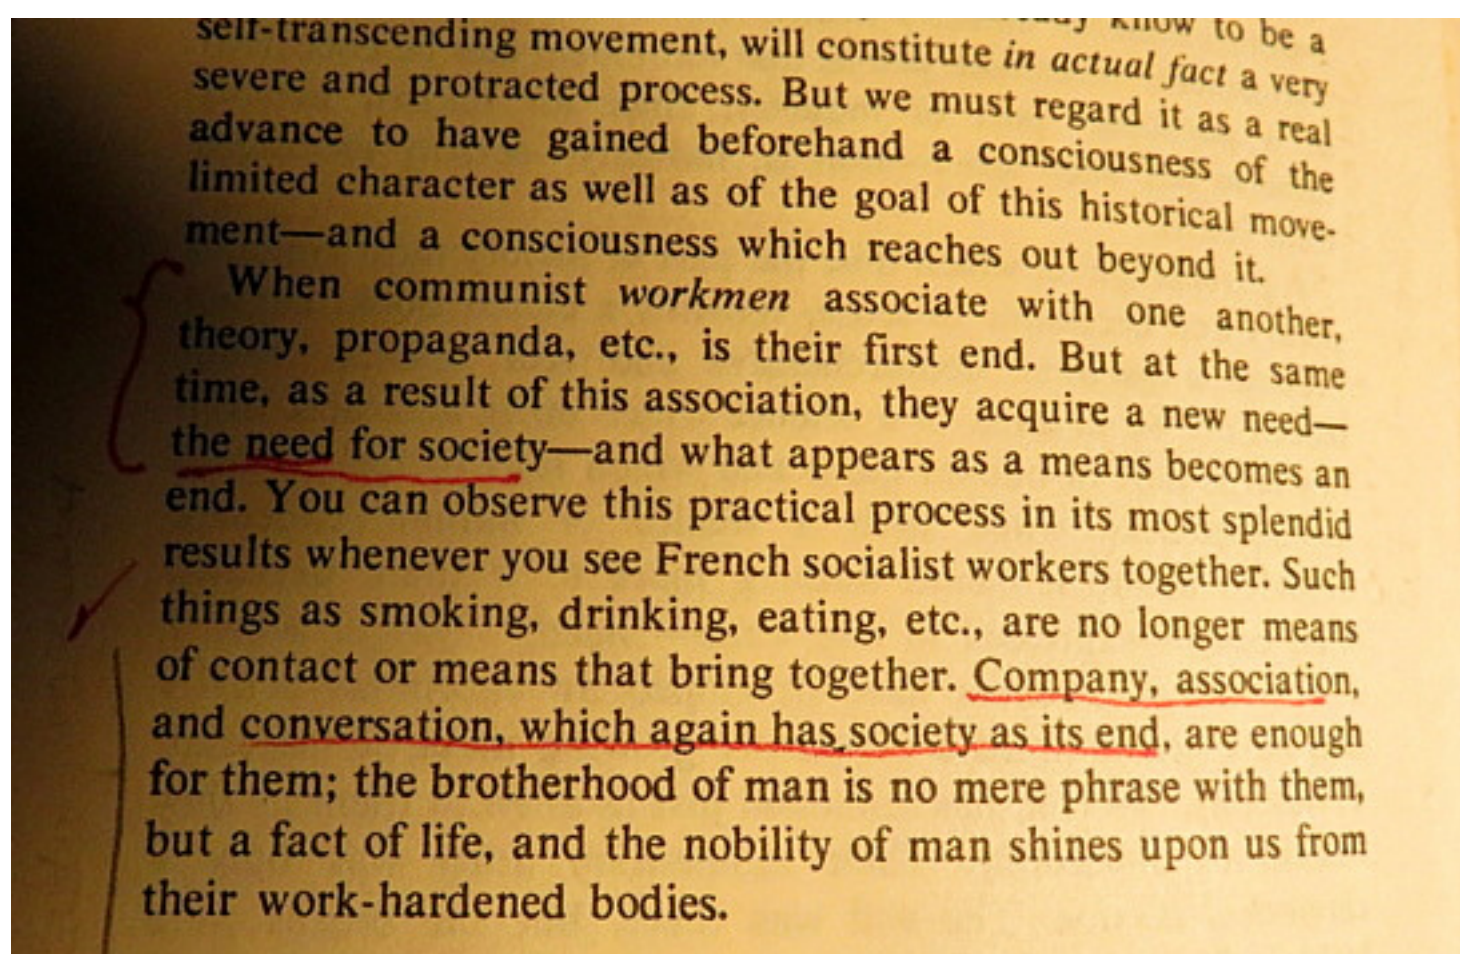 know to be a
self-transcending movement, will constitute in actual fact a very
severe and protracted process. But we must regard it as a real
advance to have gained beforehand a consciousness of the
limited character as well as of the goal of this historical move-
ment—and a consciousness which reaches out beyond it.
When communist workmen associate with one another,
theory, propaganda, etc., is their first end. But at the same
time, as a result of this association, they acquire a new need—
the need for society—and what appears as a means becomes an
end. You can observe this practical process in its most splendid
results whenever you see French socialist workers together. Such
things as smoking, drinking, eating, etc., are no longer means
of contact or means that bring together. Company, association,
and conversation, which again has society as its end, are enough
for them; the brotherhood of man is no mere phrase with them,
but a fact of life, and the nobility of man shines upon us from
their work-hardened bodies.